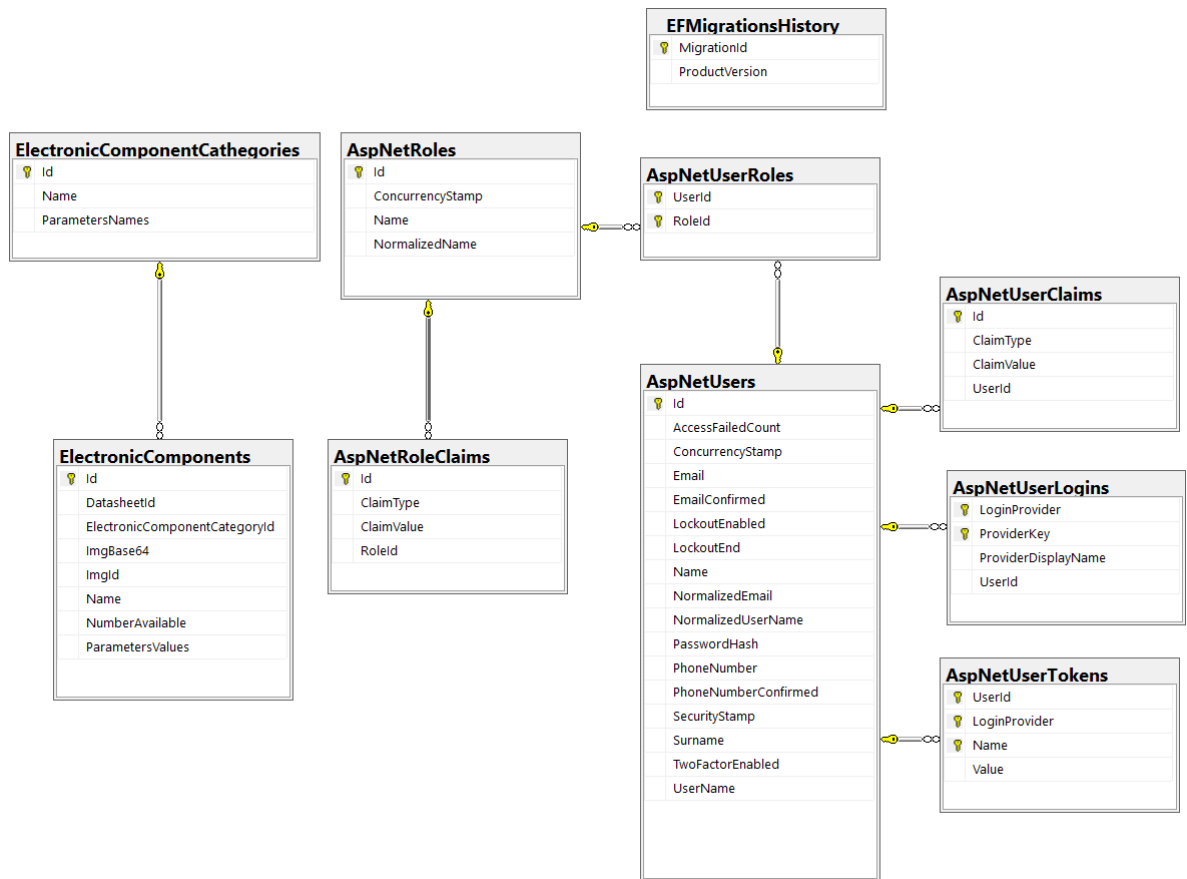 EFMigrationsHistory
MigrationId
ProductVersion
ElectronicComponentCathegories
Id
Name
ParametersNames
AspNetRoles
Id
ConcurrencyStamp
Name
NormalizedName
AspNetUserRoles
UserId
RoleId
AspNetUserClaims
Id
ClaimType
ClaimValue
UserId
AspNetUsers
Id
AccessFailedCount
ConcurrencyStamp
Email
EmailConfirmed
LockoutEnabled
LockoutEnd
Name
NormalizedEmail
NormalizedUserName
PasswordHash
PhoneNumber
PhoneNumberConfirmed
SecurityStamp
Surname
TwoFactorEnabled
UserName
ElectronicComponents
Id
DatasheetId
ElectronicComponentCategoryId
ImgBase64
ImgId
Name
NumberAvailable
ParametersValues
AspNetRoleClaims
Id
ClaimType
ClaimValue
RoleId
AspNetUserLogins
LoginProvider
ProviderKey
ProviderDisplayName
UserId
AspNetUserTokens
UserId
LoginProvider
Name
Value